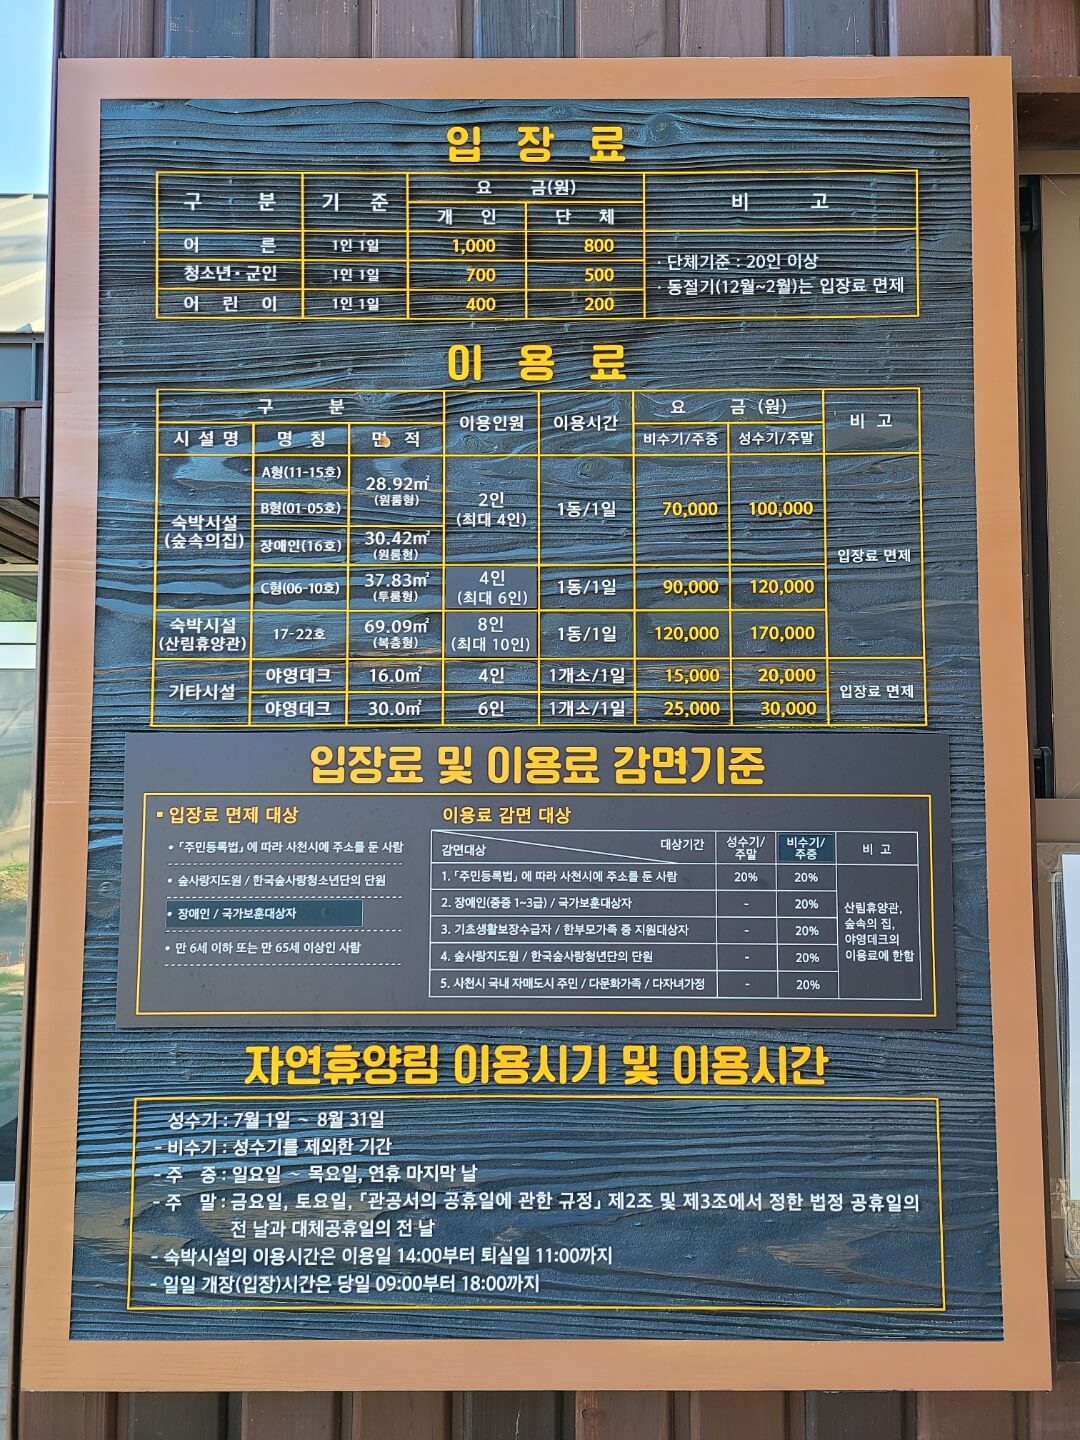 입 장 료
구 분 기 준 요 금(원) 비 고
개 인 단 체
어 른 1인 1일 1,000 800
청소년·군인 1인 1일 700 500
어 린 이 1인 1일 400 200
· 단체기준 : 20인 이상
· 동절기(12월~2월)는 입장료 면제
이 용 료
구 분 이용인원 이용시간 요 금 (원) 비 고
시 설 명 명 칭 면 적 비수기/주중 성수기/주말
숙박시설
(숲속의집)
A형(11-15호) 28.92㎡
(원룸형)
B형(01-05호)
2인
(최대 4인)
1동/1일 70,000 100,000
장애인(16호) 30.42㎡
(원룸형)
입장료 면제
C형(06-10호) 37.83㎡
(투룸형)
4인
(최대 6인)
1동/1일 90,000 120,000
숙박시설
(산림휴양관)
17-22호 69.09㎡
(복층형)
8인
(최대 10인)
1동/1일 120,000 170,000
기타시설
야영데크 16.0㎡ 4인 1개소/1일 15,000 20,000
야영데크 30.0㎡ 6인 1개소/1일 25,000 30,000
입장료 면제
입장료 및 이용료 감면기준
▪ 입장료 면제 대상
• 「주민등록법」에 따라 사천시에 주소를 둔 사람
• 숲사랑지도원 / 한국숲사랑청소년단의 단원
• 장애인 / 국가보훈대상자
• 만 6세 이하 또는 만 65세 이상인 사람
이용료 감면 대상
감면대상 대상기간 성수기/
주말
비수기/
주중
비 고
1. 「주민등록법」에 따라 사천시에 주소를 둔 사람 20% 20%
2. 장애인(중증 1~3급) / 국가보훈대상자 - 20%
3. 기초생활보장수급자 / 한부모가족 중 지원대상자 - 20%
4. 숲사랑지도원 / 한국숲사랑청년단의 단원 - 20%
5. 사천시 국내 자매도시 주민 / 다문화가족 / 다자녀가정 - 20%
산림휴양관,
숲속의 집,
야영데크의
이용료에 한함
자연휴양림 이용시기 및 이용시간
성수기 : 7월 1일 ~ 8월 31일
- 비수기 : 성수기를 제외한 기간
- 주 중 : 일요일 ~ 목요일, 연휴 마지막 날
- 주 말 : 금요일, 토요일, 「관공서의 공휴일에 관한 규정」 제2조 및 제3조에서 정한 법정 공휴일의
전 날과 대체공휴일의 전 날
- 숙박시설의 이용시간은 이용일 14:00부터 퇴실일 11:00까지
- 일일 개장(입장)시간은 당일 09:00부터 18:00까지